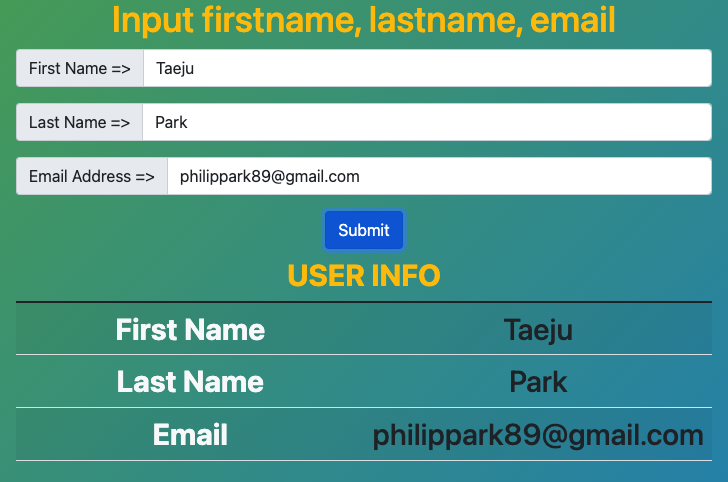 Input firstname, lastname, email
First Name => Taeju
Last Name => Park
Email Address => philippark89@gmail.com
Submit
USER INFO
First Name Taeju
Last Name Park
Email philippark89@gmail.com